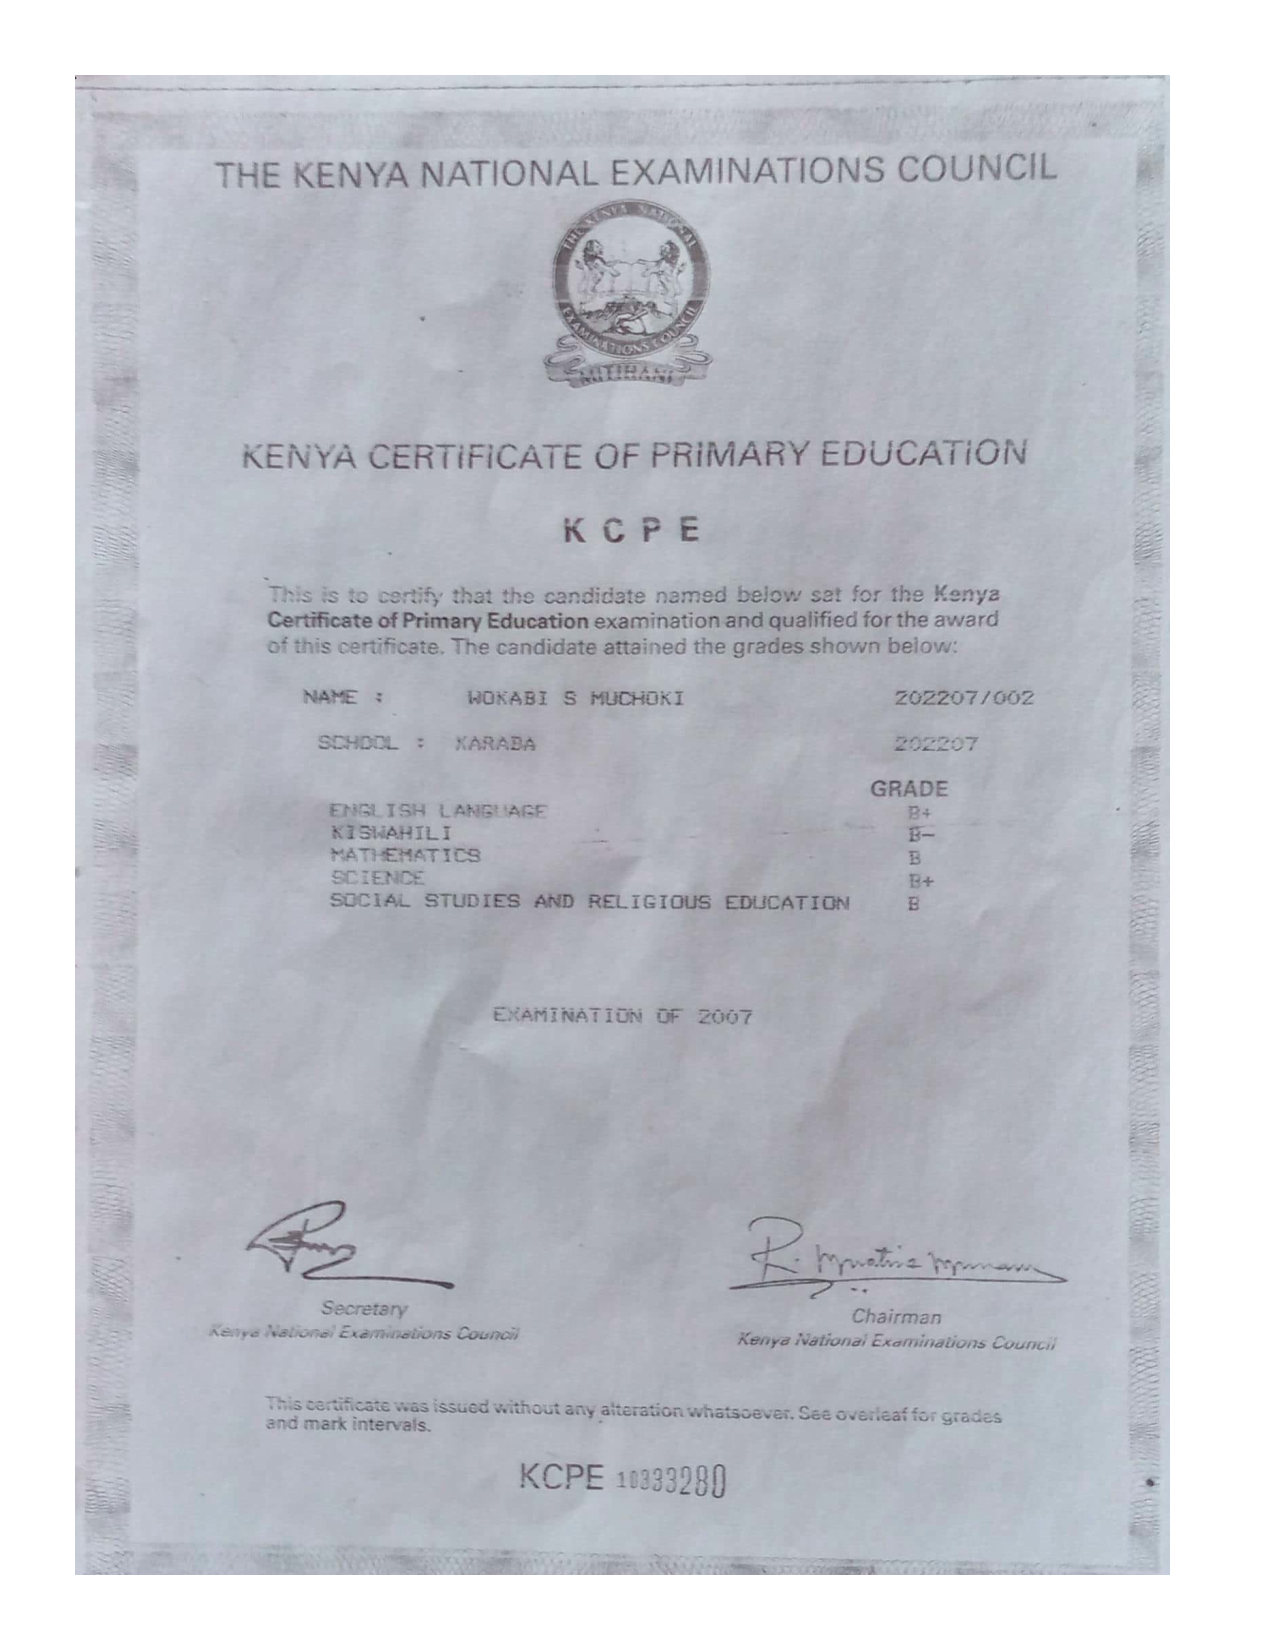 THE KENYA NATIONAL EXAMINATIONS COUNCIL
THE KENYA NATIONAL
EXAMINATIONS COUNCIL
MITIHANI
KENYA CERTIFICATE OF PRIMARY EDUCATION
K C P E
This is to certify that the candidate named below sat for the Kenya
Certificate of Primary Education examination and qualified for the award
of this certificate. The candidate attained the grades shown below:
NAME : WOKABI S MUCHOKI 202207/002
SCHOOL : KARABA 202207
GRADE
ENGLISH LANGUAGE B+
KISWAHILI B-
MATHEMATICS B
SCIENCE B+
SOCIAL STUDIES AND RELIGIOUS EDUCATION B
EXAMINATION OF 2007
Secretary
Kenya National Examinations Council
Chairman
Kenya National Examinations Council
This certificate was issued without any alteration whatsoever. See overleaf for grades
and mark intervals.
KCPE 10333280